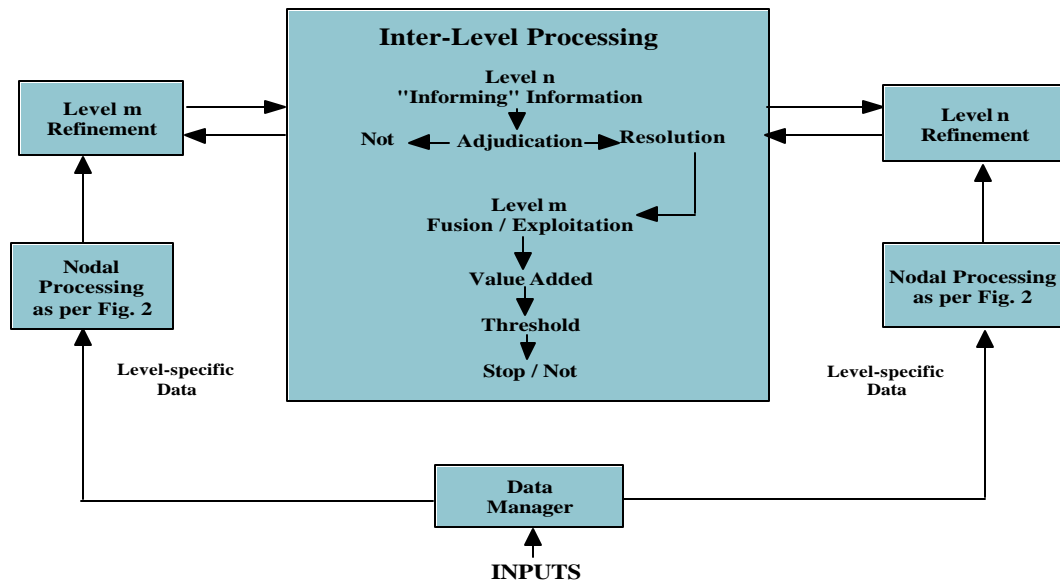 Inter-Level Processing
Level n
"Informing" Information
Not
Adjudication
Resolution
Level m
Fusion / Exploitation
Value Added
Threshold
Stop / Not
Level m
Refinement
Level n
Refinement
Nodal
Processing
as per Fig. 2
Nodal Processing
as per Fig. 2
Level-specific
Data
Level-specific
Data
Data
Manager
INPUTS